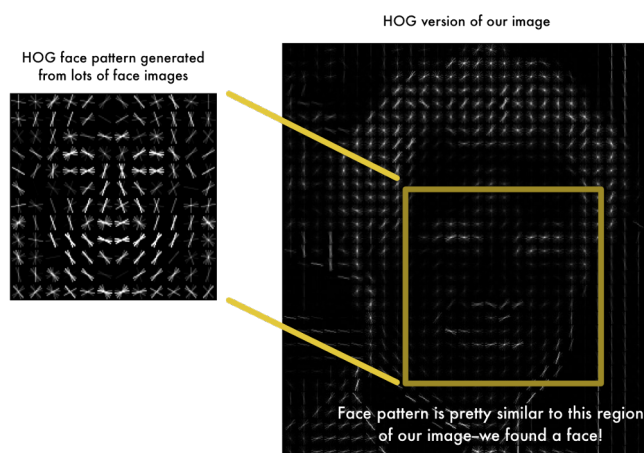 HOG version of our image
HOG face pattern generated
from lots of face images
Face pattern is pretty similar to this region
of our image–we found a face!